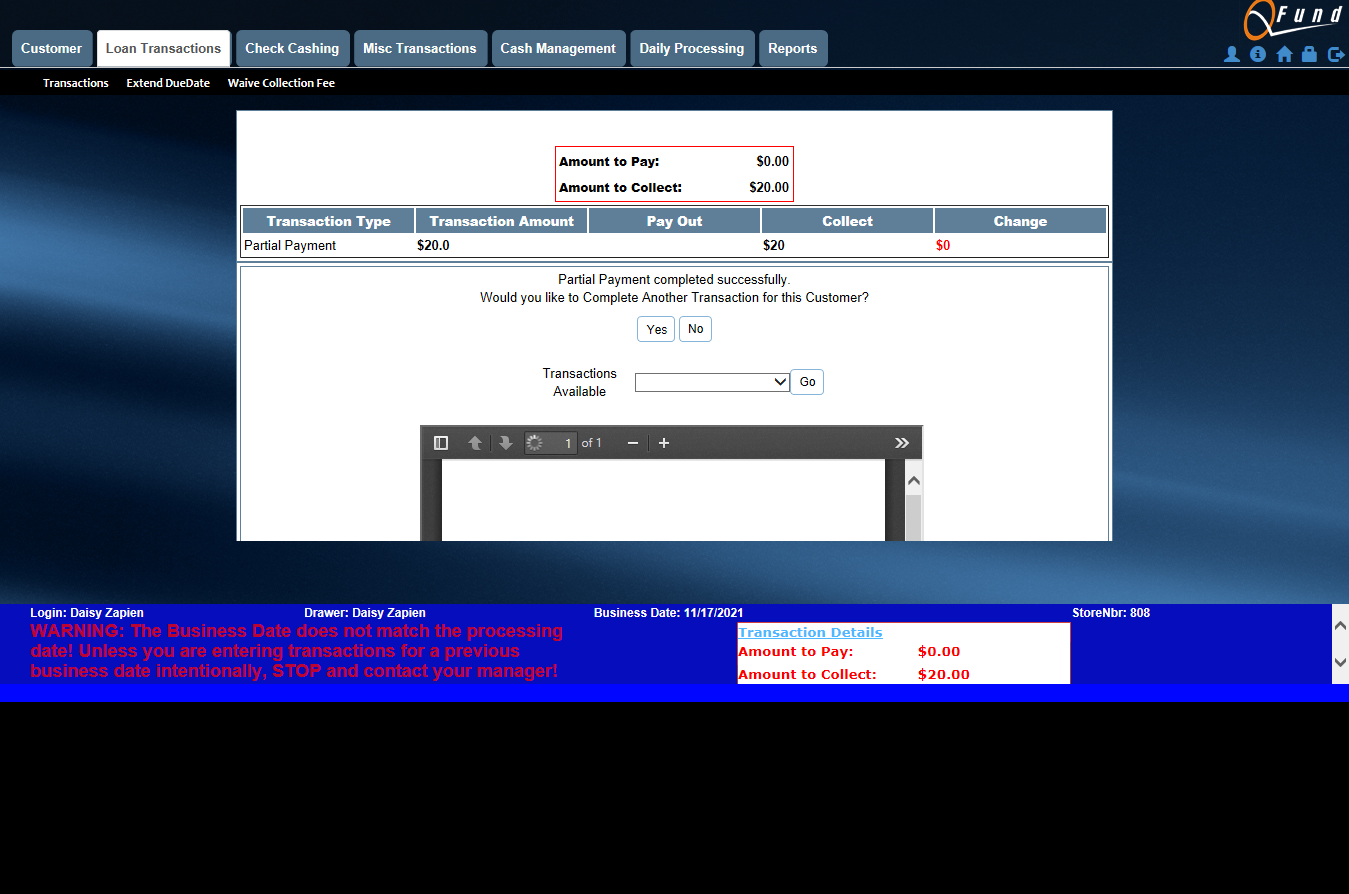 QFund
Customer Loan Transactions Check Cashing Misc Transactions Cash Management Daily Processing Reports
Transactions Extend DueDate Waive Collection Fee
Amount to Pay: $0.00
Amount to Collect: $20.00
Transaction Type Transaction Amount Pay Out Collect Change
Partial Payment $20.0 $20 $0
Partial Payment completed successfully.
Would you like to Complete Another Transaction for this Customer?
Yes No
Transactions
Available Go
1 of 1
Login: Daisy Zapien Drawer: Daisy Zapien Business Date: 11/17/2021 StoreNbr: 808
WARNING: The Business Date does not match the processing
date! Unless you are entering transactions for a previous
business date intentionally, STOP and contact your manager!
Transaction Details
Amount to Pay: $0.00
Amount to Collect: $20.00